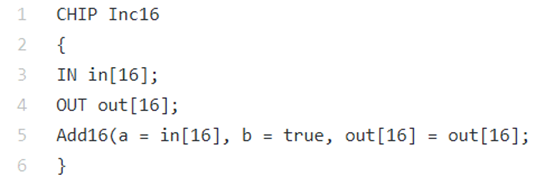 1 CHIP Inc16
2 {
3 IN in[16];
4 OUT out[16];
5 Add16(a = in[16], b = true, out[16] = out[16];
6 }